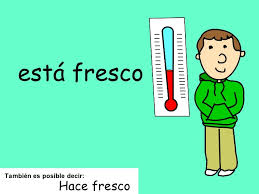 está fresco
También es posible decir:
Hace fresco